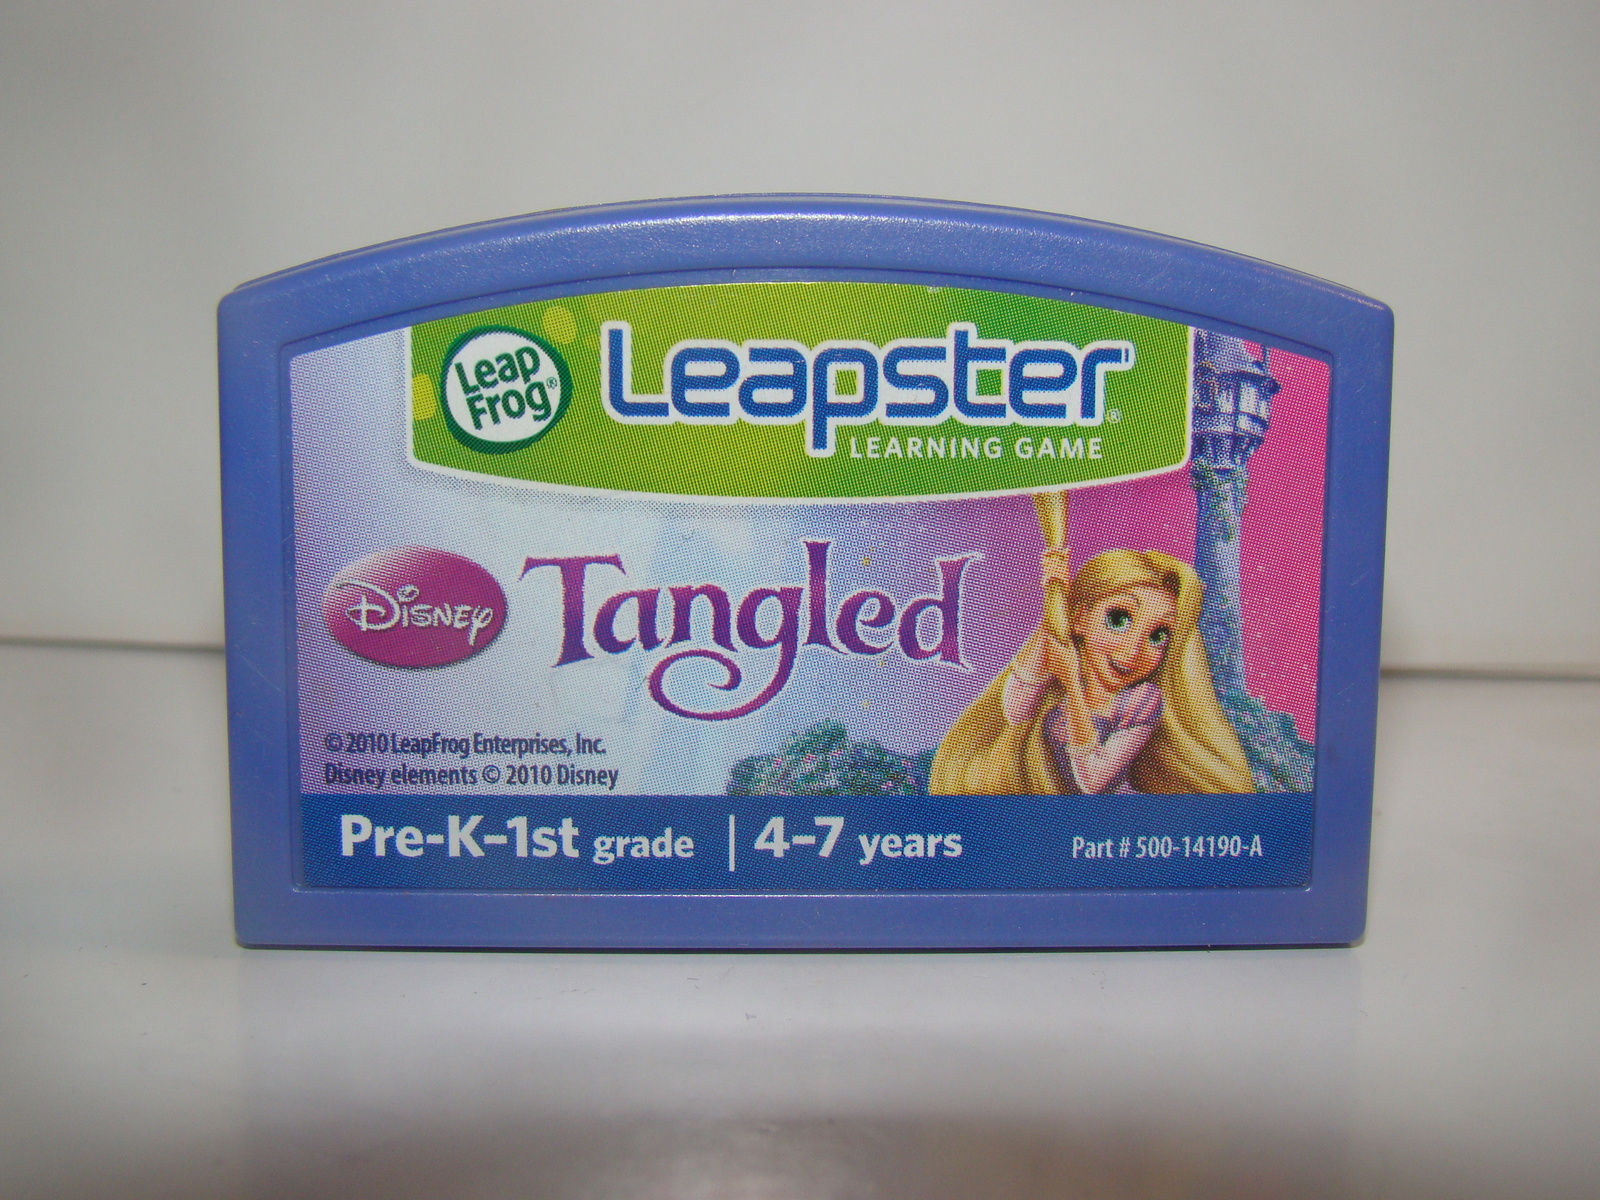 Leap
Frog®
Leapster®
LEARNING GAME
Disney
Tangled
© 2010 LeapFrog Enterprises, Inc.
Disney elements © 2010 Disney
Pre-K–1st grade | 4–7 years
Part # 500-14190-A